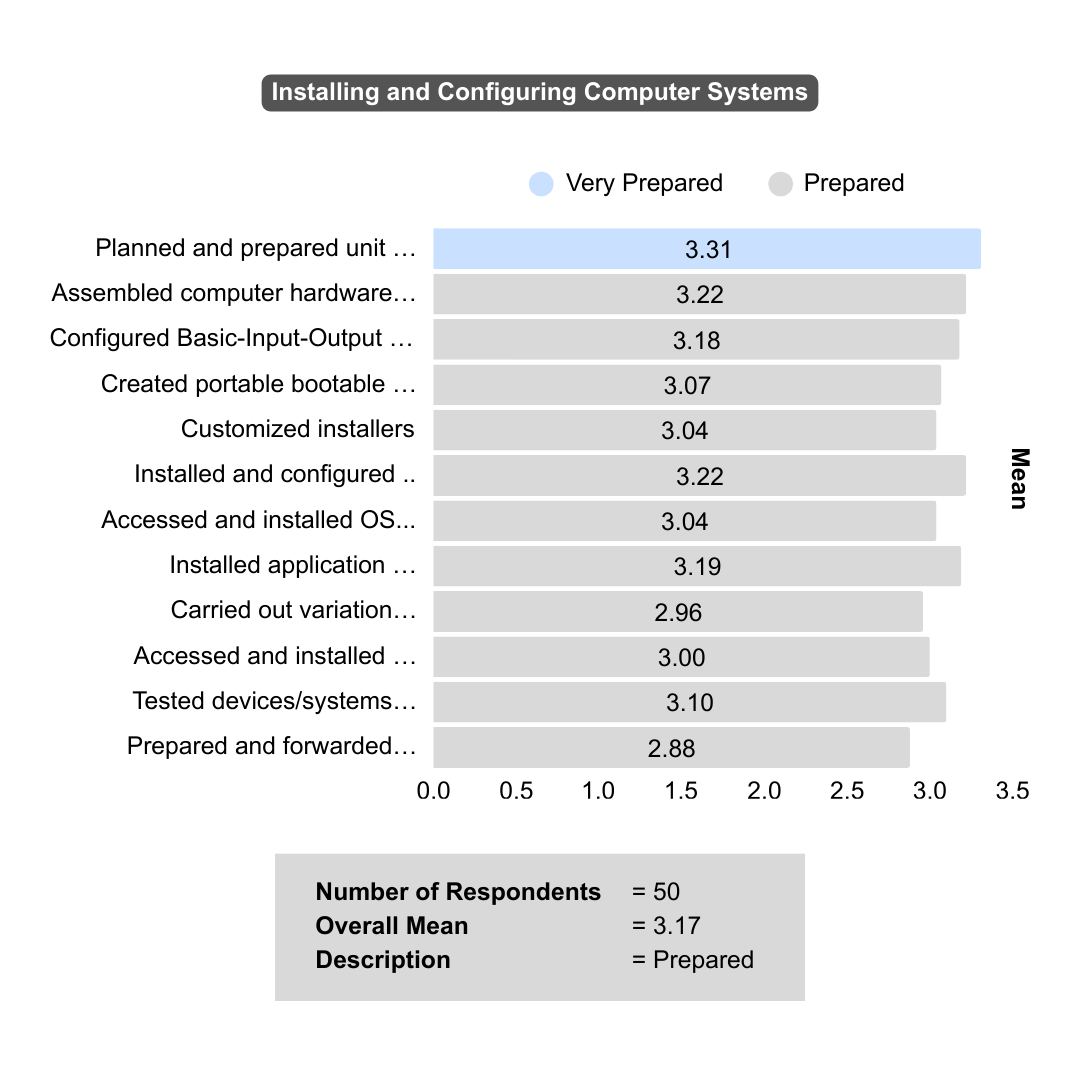 Installing and Configuring Computer Systems
Very Prepared Prepared
Planned and prepared unit … 3.31
Assembled computer hardware… 3.22
Configured Basic-Input-Output … 3.18
Created portable bootable … 3.07
Customized installers 3.04
Installed and configured .. 3.22
Accessed and installed OS... 3.04
Installed application … 3.19
Carried out variation… 2.96
Accessed and installed … 3.00
Tested devices/systems… 3.10
Prepared and forwarded… 2.88
Mean
0.0 0.5 1.0 1.5 2.0 2.5 3.0 3.5
Number of Respondents = 50
Overall Mean = 3.17
Description = Prepared